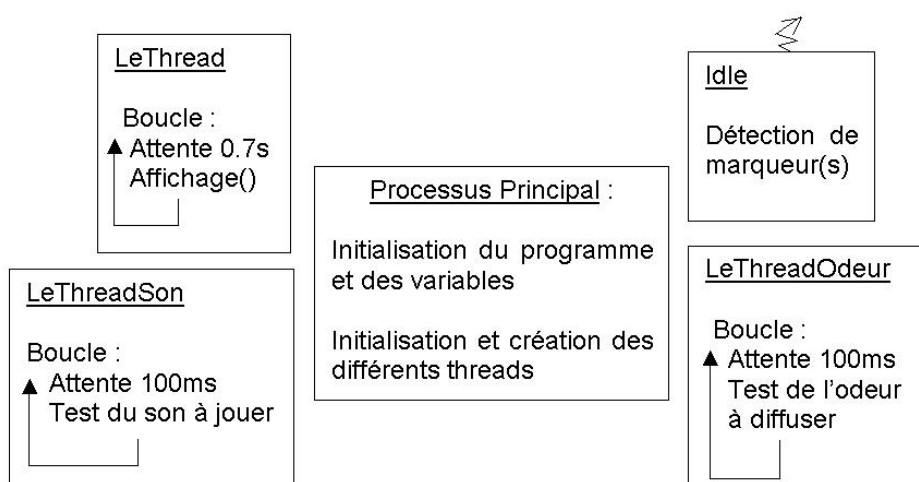 LeThread
Boucle :
Attente 0.7s
Affichage()
Idle
Détection de
marqueur(s)
Processus Principal :
Initialisation du programme
et des variables
Initialisation et création des
différents threads
LeThreadSon
Boucle :
Attente 100ms
Test du son à jouer
LeThreadOdeur
Boucle :
Attente 100ms
Test de l'odeur
à diffuser